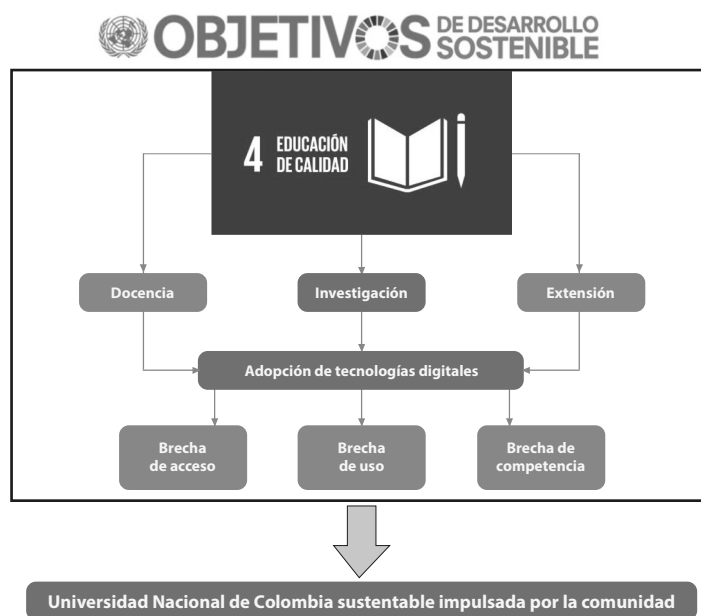 OBJETIVOS DE DESARROLLO
SOSTENIBLE
4 EDUCACIÓN
DE CALIDAD
Docencia
Investigación
Extensión
Adopción de tecnologías digitales
Brecha
de acceso
Brecha
de uso
Brecha de
competencia
Universidad Nacional de Colombia sustentable impulsada por la comunidad